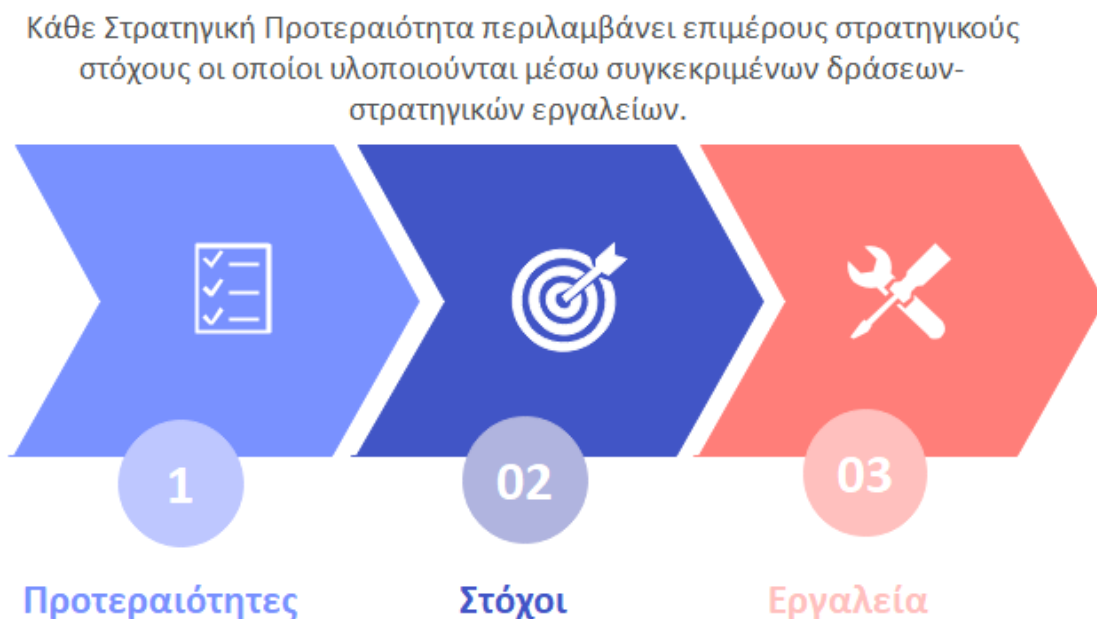 Κάθε Στρατηγική Προτεραιότητα περιλαμβάνει επιμέρους στρατηγικούς
στόχους οι οποίοι υλοποιούνται μέσω συγκεκριμένων δράσεων-
στρατηγικών εργαλείων.
1
02
03
Προτεραιότητες
Στόχοι
Εργαλεία